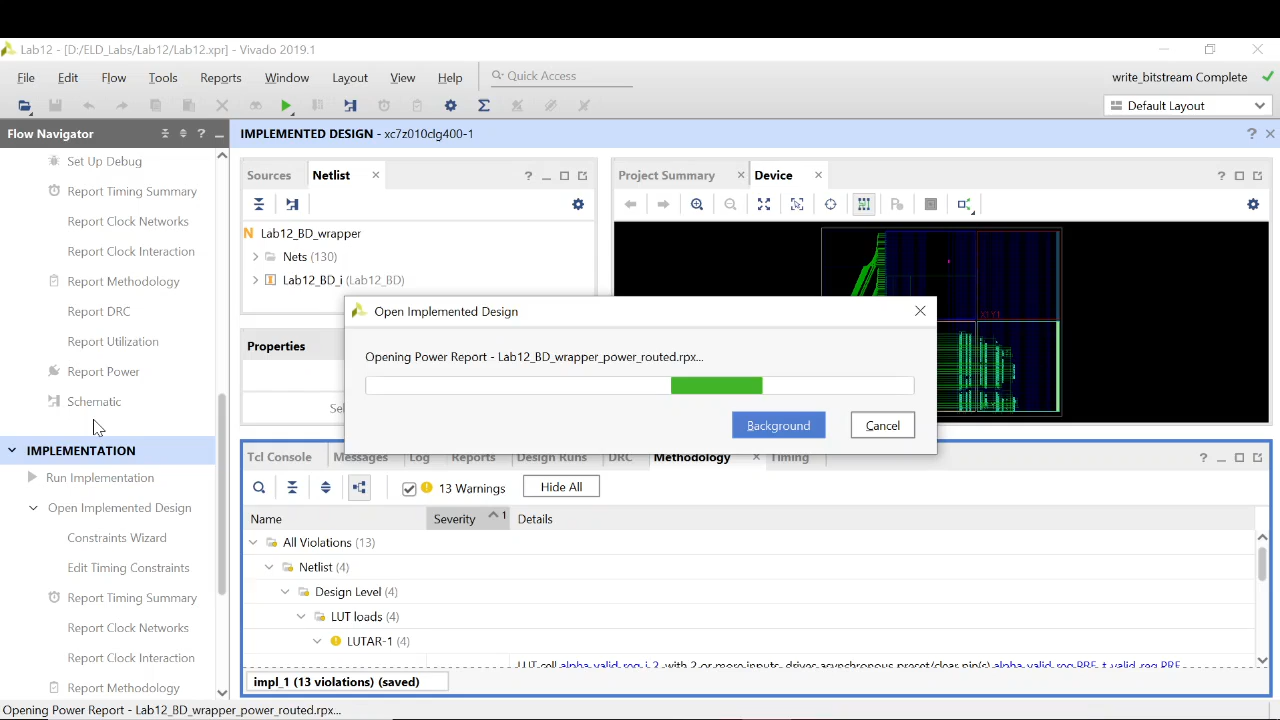 Lab12 - [D:/ELD_Labs/Lab12/Lab12.xpr] - Vivado 2019.1
File Edit Flow Tools Reports Window Layout View Help Quick Access
write_bitstream Complete
Default Layout
Flow Navigator
IMPLEMENTED DESIGN - xc7z010clg400-1
Set Up Debug
Report Timing Summary
Report Clock Networks
Report Clock Interaction
Report Methodology
Report DRC
Report Utilization
Report Power
Schematic
IMPLEMENTATION
Run Implementation
Open Implemented Design
Constraints Wizard
Edit Timing Constraints
Report Timing Summary
Report Clock Networks
Report Clock Interaction
Report Methodology
Sources Netlist
Lab12_BD_wrapper
Nets (130)
Lab12_BD_i (Lab12_BD)
Properties
Sel
Project Summary Device
X1Y1
Open Implemented Design
Opening Power Report - Lab12_BD_wrapper_power_routed.rpx...
Background Cancel
Tcl Console Messages Log Reports Design Runs DRC Methodology Timing
13 Warnings Hide All
Name Severity 1 Details
All Violations (13)
Netlist (4)
Design Level (4)
LUT loads (4)
LUTAR-1 (4)
impl_1 (13 violations) (saved)
Opening Power Report - Lab12_BD_wrapper_power_routed.rpx...